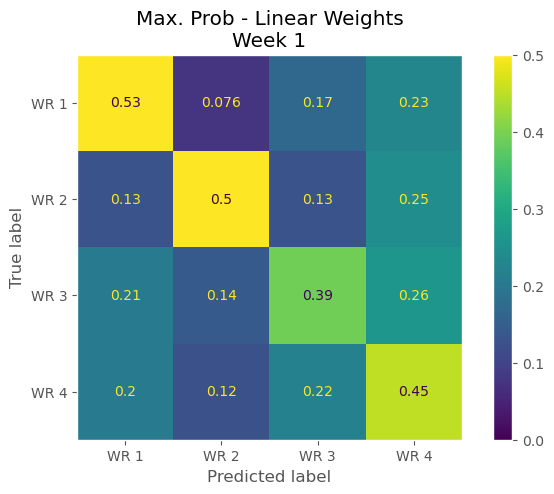 Max. Prob - Linear Weights
Week 1
True label
WR 1 0.53 0.076 0.17 0.23
WR 2 0.13 0.5 0.13 0.25
WR 3 0.21 0.14 0.39 0.26
WR 4 0.2 0.12 0.22 0.45
WR 1 WR 2 WR 3 WR 4
Predicted label
0.5
0.4
0.3
0.2
0.1
0.0